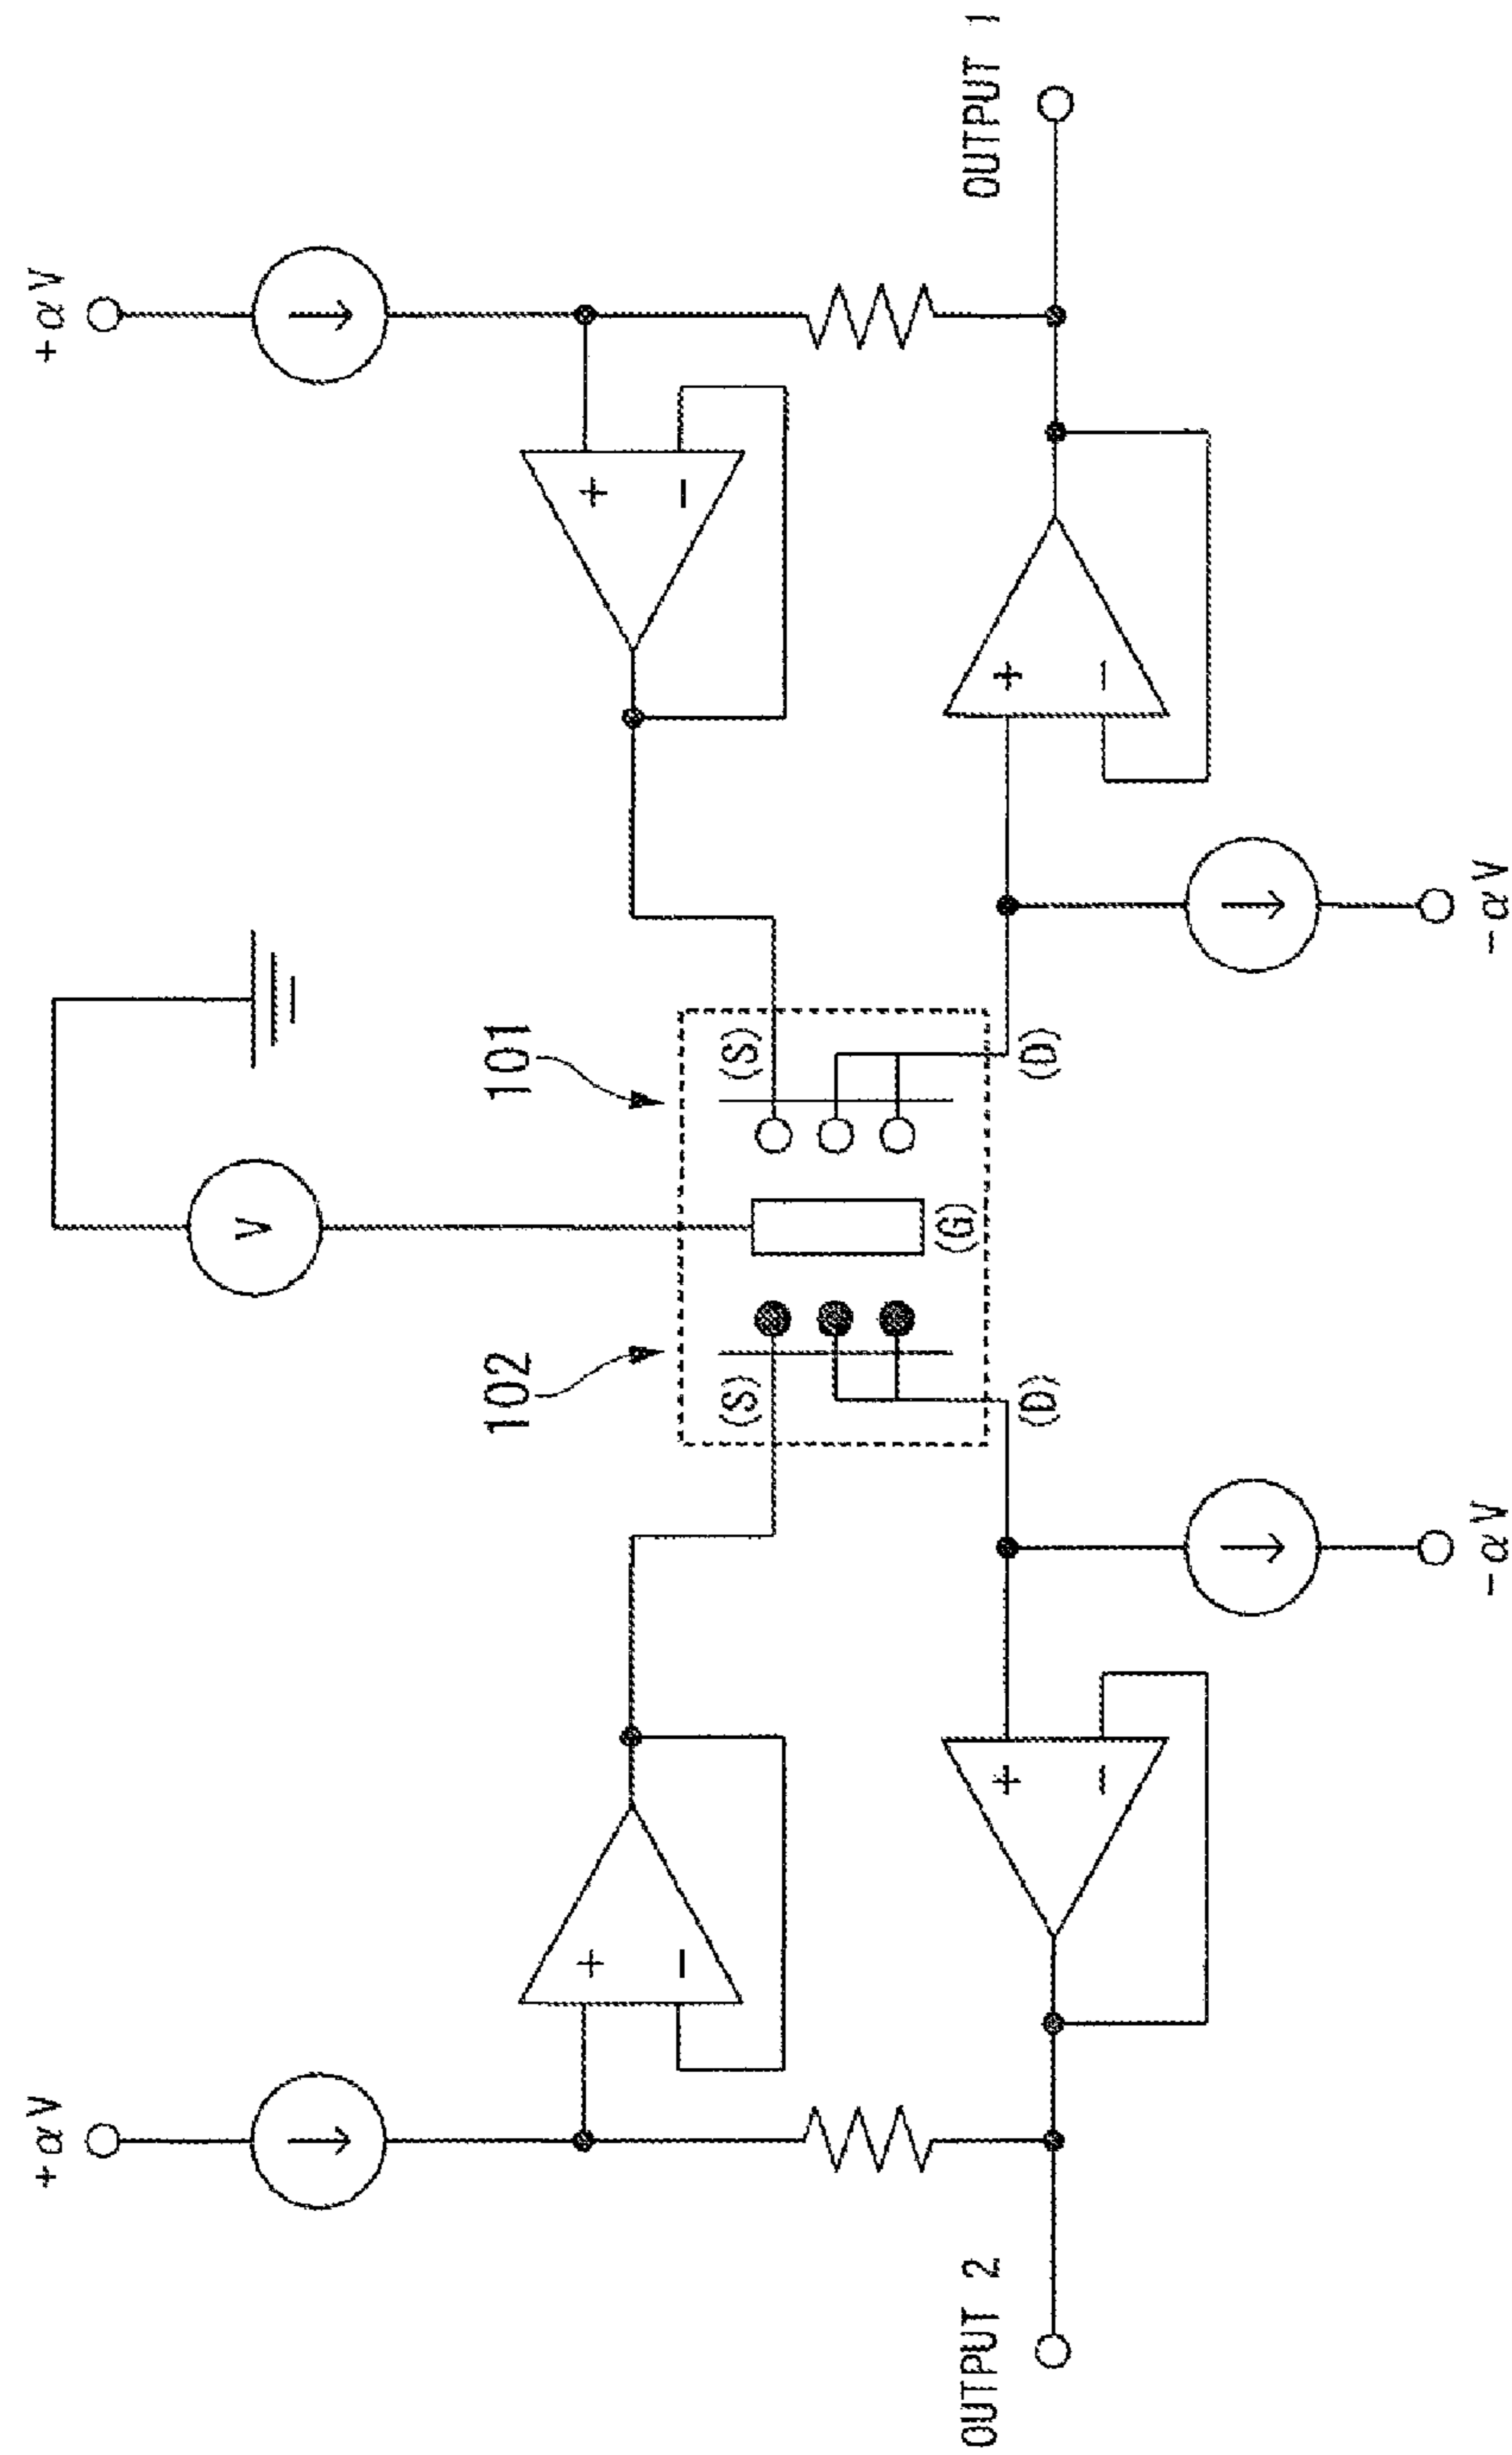 +αV
+αV
V
101
102
(S)
(S)
(G)
(D)
(D)
+
−
+
−
+
−
+
−
OUTPUT 2
OUTPUT 1
−αV
−αV